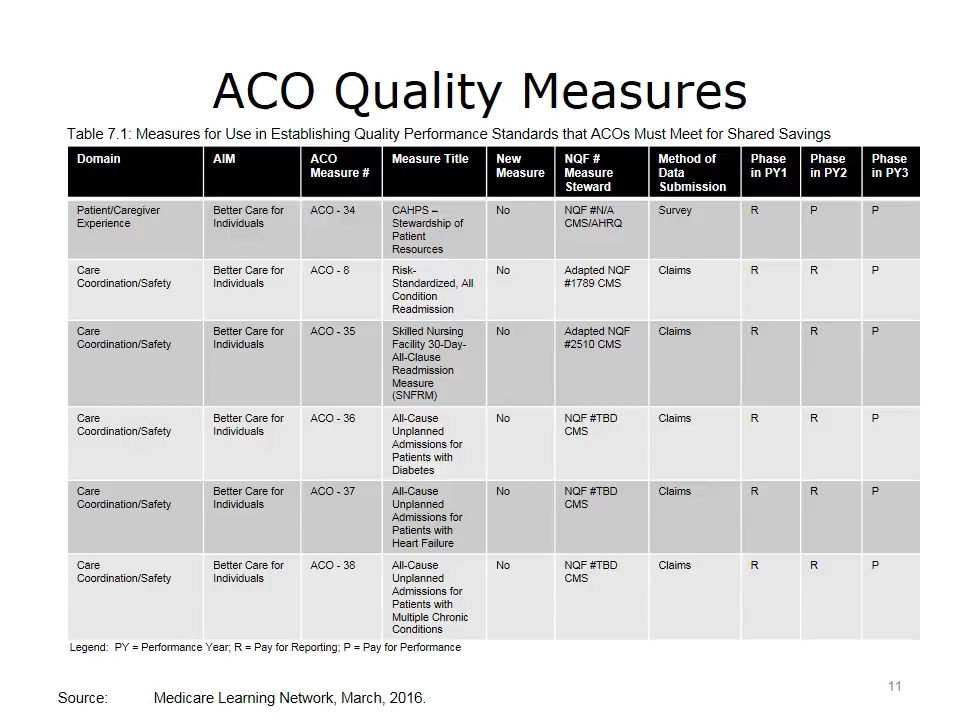 ACO Quality Measures
Table 7.1: Measures for Use in Establishing Quality Performance Standards that ACOs Must Meet for Shared Savings
Domain AIM ACO Measure # Measure Title New Measure NQF # Measure Steward Method of Data Submission Phase in PY1 Phase in PY2 Phase in PY3
Patient/Caregiver Experience Better Care for Individuals ACO - 34 CAHPS – Stewardship of Patient Resources No NQF #N/A CMS/AHRQ Survey R P P
Care Coordination/Safety Better Care for Individuals ACO - 8 Risk-Standardized, All Condition Readmission No Adapted NQF #1789 CMS Claims R R P
Care Coordination/Safety Better Care for Individuals ACO - 35 Skilled Nursing Facility 30-Day-All-Clause Readmission Measure (SNFRM) No Adapted NQF #2510 CMS Claims R R P
Care Coordination/Safety Better Care for Individuals ACO - 36 All-Cause Unplanned Admissions for Patients with Diabetes No NQF #TBD CMS Claims R R P
Care Coordination/Safety Better Care for Individuals ACO - 37 All-Cause Unplanned Admissions for Patients with Heart Failure No NQF #TBD CMS Claims R R P
Care Coordination/Safety Better Care for Individuals ACO - 38 All-Cause Unplanned Admissions for Patients with Multiple Chronic Conditions No NQF #TBD CMS Claims R R P
Legend: PY = Performance Year; R = Pay for Reporting; P = Pay for Performance
11
Source: Medicare Learning Network, March, 2016.